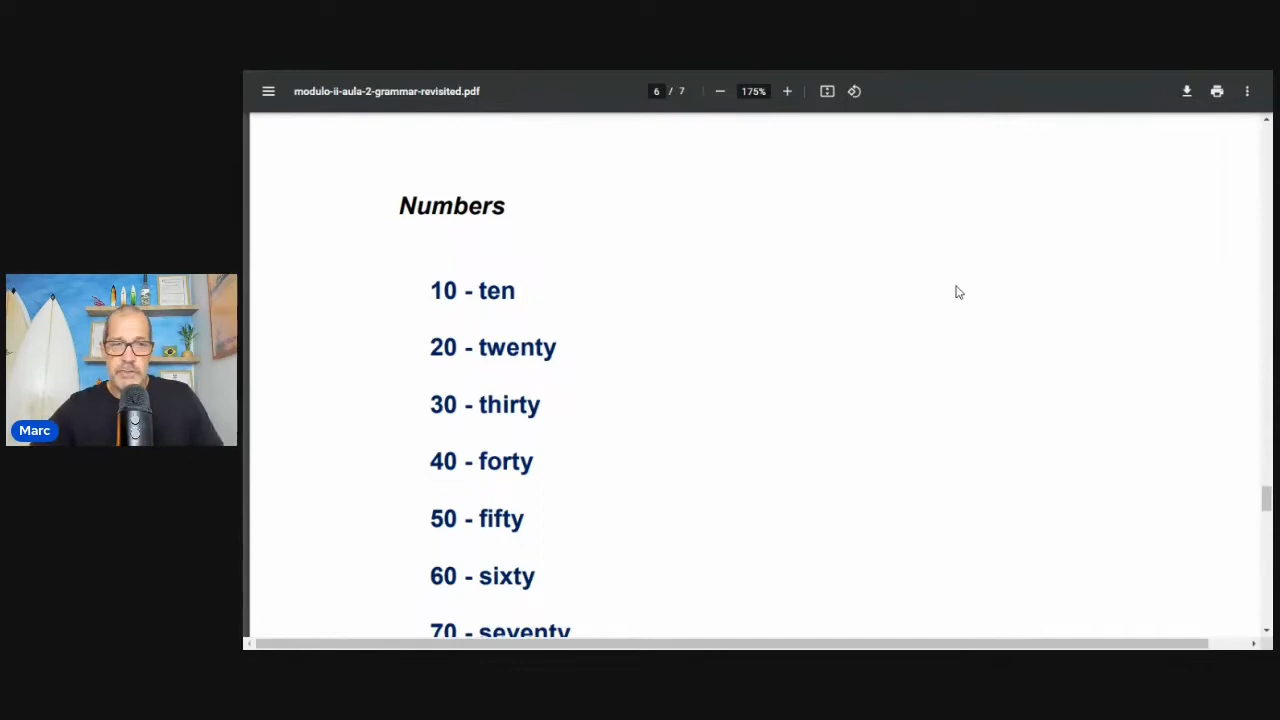 modulo-ii-aula-2-grammar-revisited.pdf
6 / 7
175%
Numbers
10 - ten
20 - twenty
30 - thirty
40 - forty
50 - fifty
60 - sixty
70 - seventy
Marc